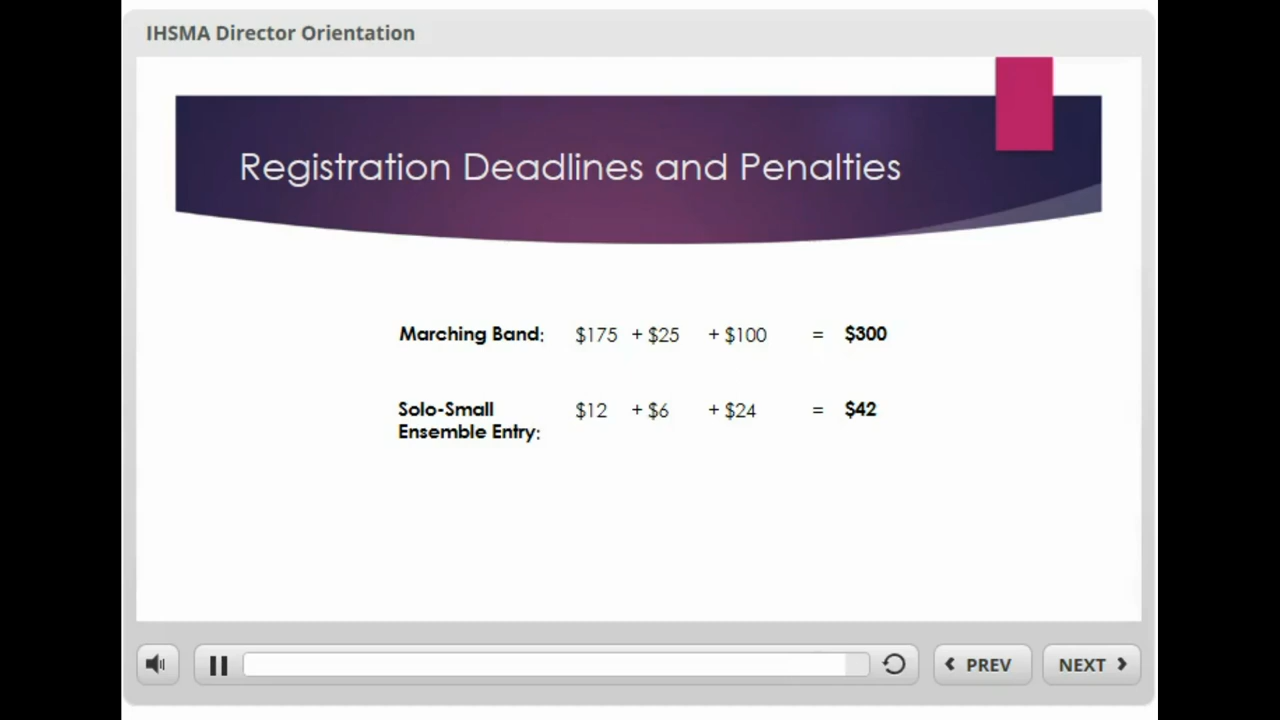 IHSMA Director Orientation
Registration Deadlines and Penalties
Marching Band: $175 + $25 + $100 = $300
Solo-Small $12 + $6 + $24 = $42
Ensemble Entry:
PREV NEXT